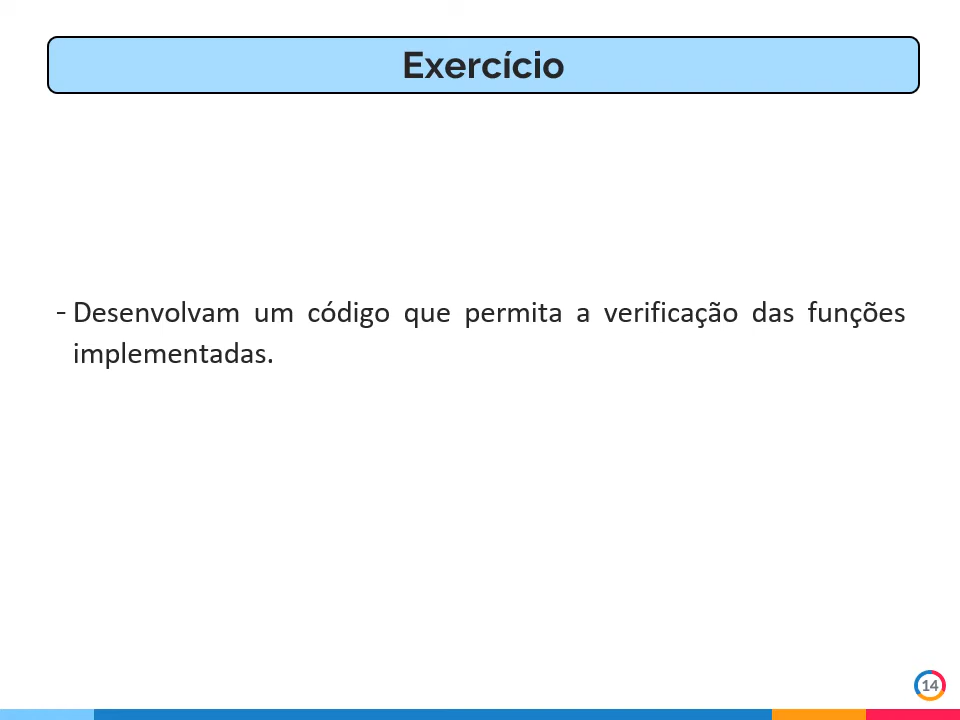 Exercício
- Desenvolvam um código que permita a verificação das funções
implementadas.
14